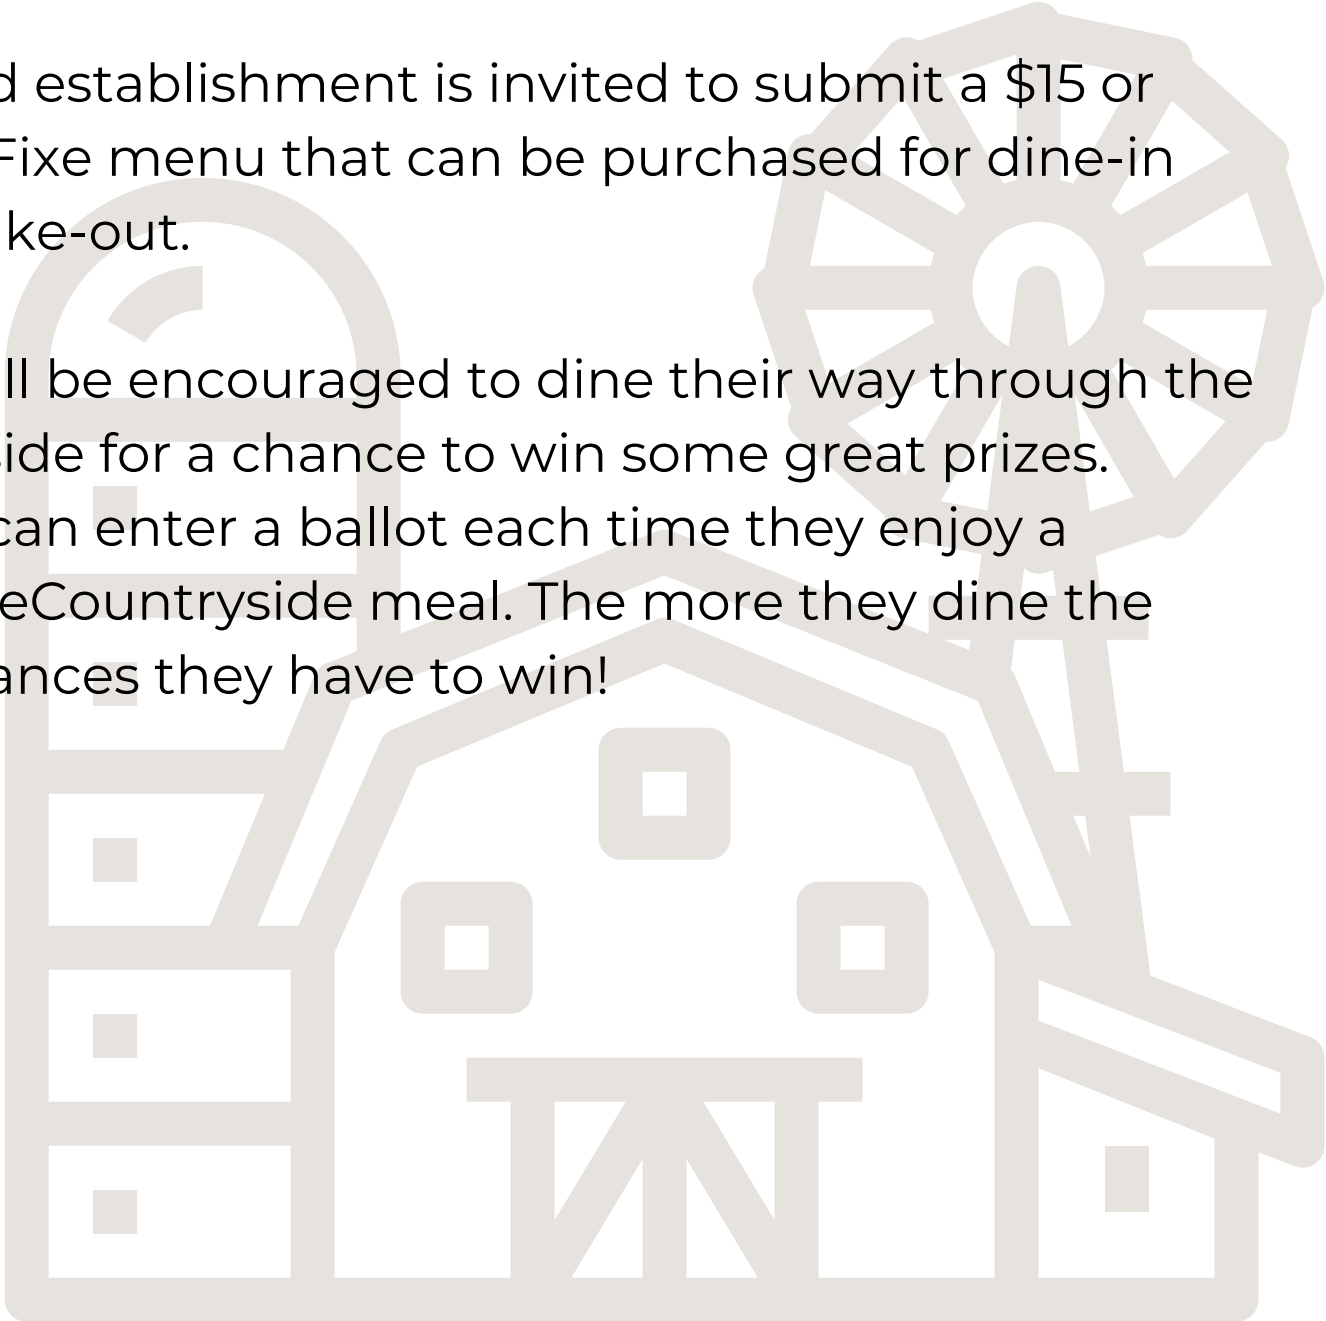 establishment is invited to submit a $15 or
Fixe menu that can be purchased for dine-in
ke-out.
ll be encouraged to dine their way through the
side for a chance to win some great prizes.
can enter a ballot each time they enjoy a
eCountryside meal. The more they dine the
ances they have to win!